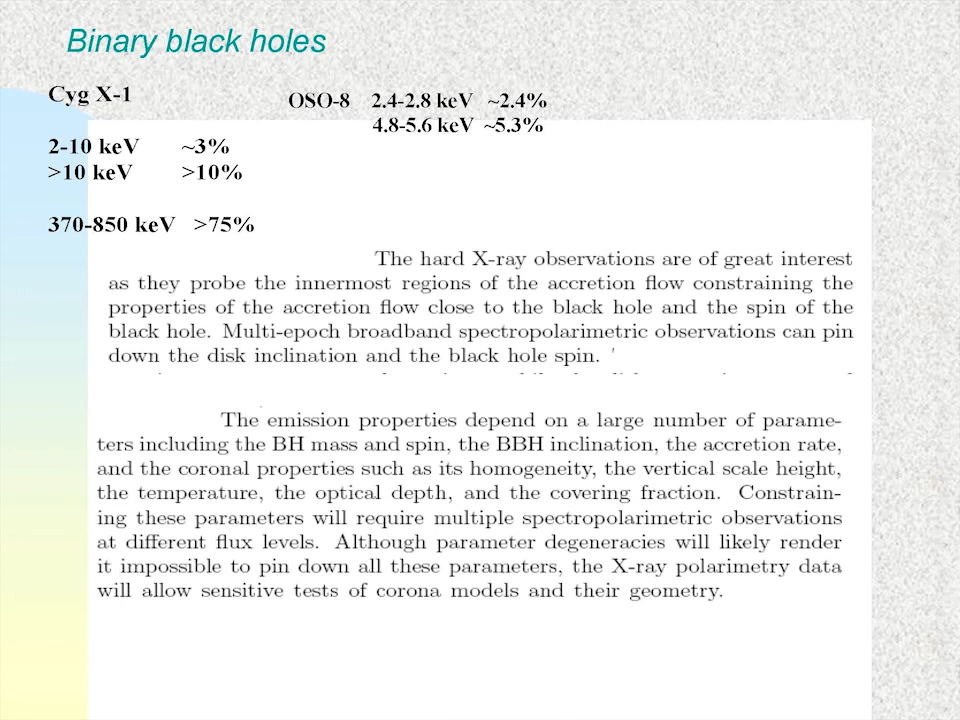 Binary black holes
Cyg X-1
OSO-8 2.4-2.8 keV ~2.4%
4.8-5.6 keV ~5.3%
2-10 keV ~3%
>10 keV >10%
370-850 keV >75%
The hard X-ray observations are of great interest
as they probe the innermost regions of the accretion flow constraining the
properties of the accretion flow close to the black hole and the spin of the
black hole. Multi-epoch broadband spectropolarimetric observations can pin
down the disk inclination and the black hole spin.
The emission properties depend on a large number of parame-
ters including the BH mass and spin, the BBH inclination, the accretion rate,
and the coronal properties such as its homogeneity, the vertical scale height,
the temperature, the optical depth, and the covering fraction. Constrain-
ing these parameters will require multiple spectropolarimetric observations
at different flux levels. Although parameter degeneracies will likely render
it impossible to pin down all these parameters, the X-ray polarimetry data
will allow sensitive tests of corona models and their geometry.